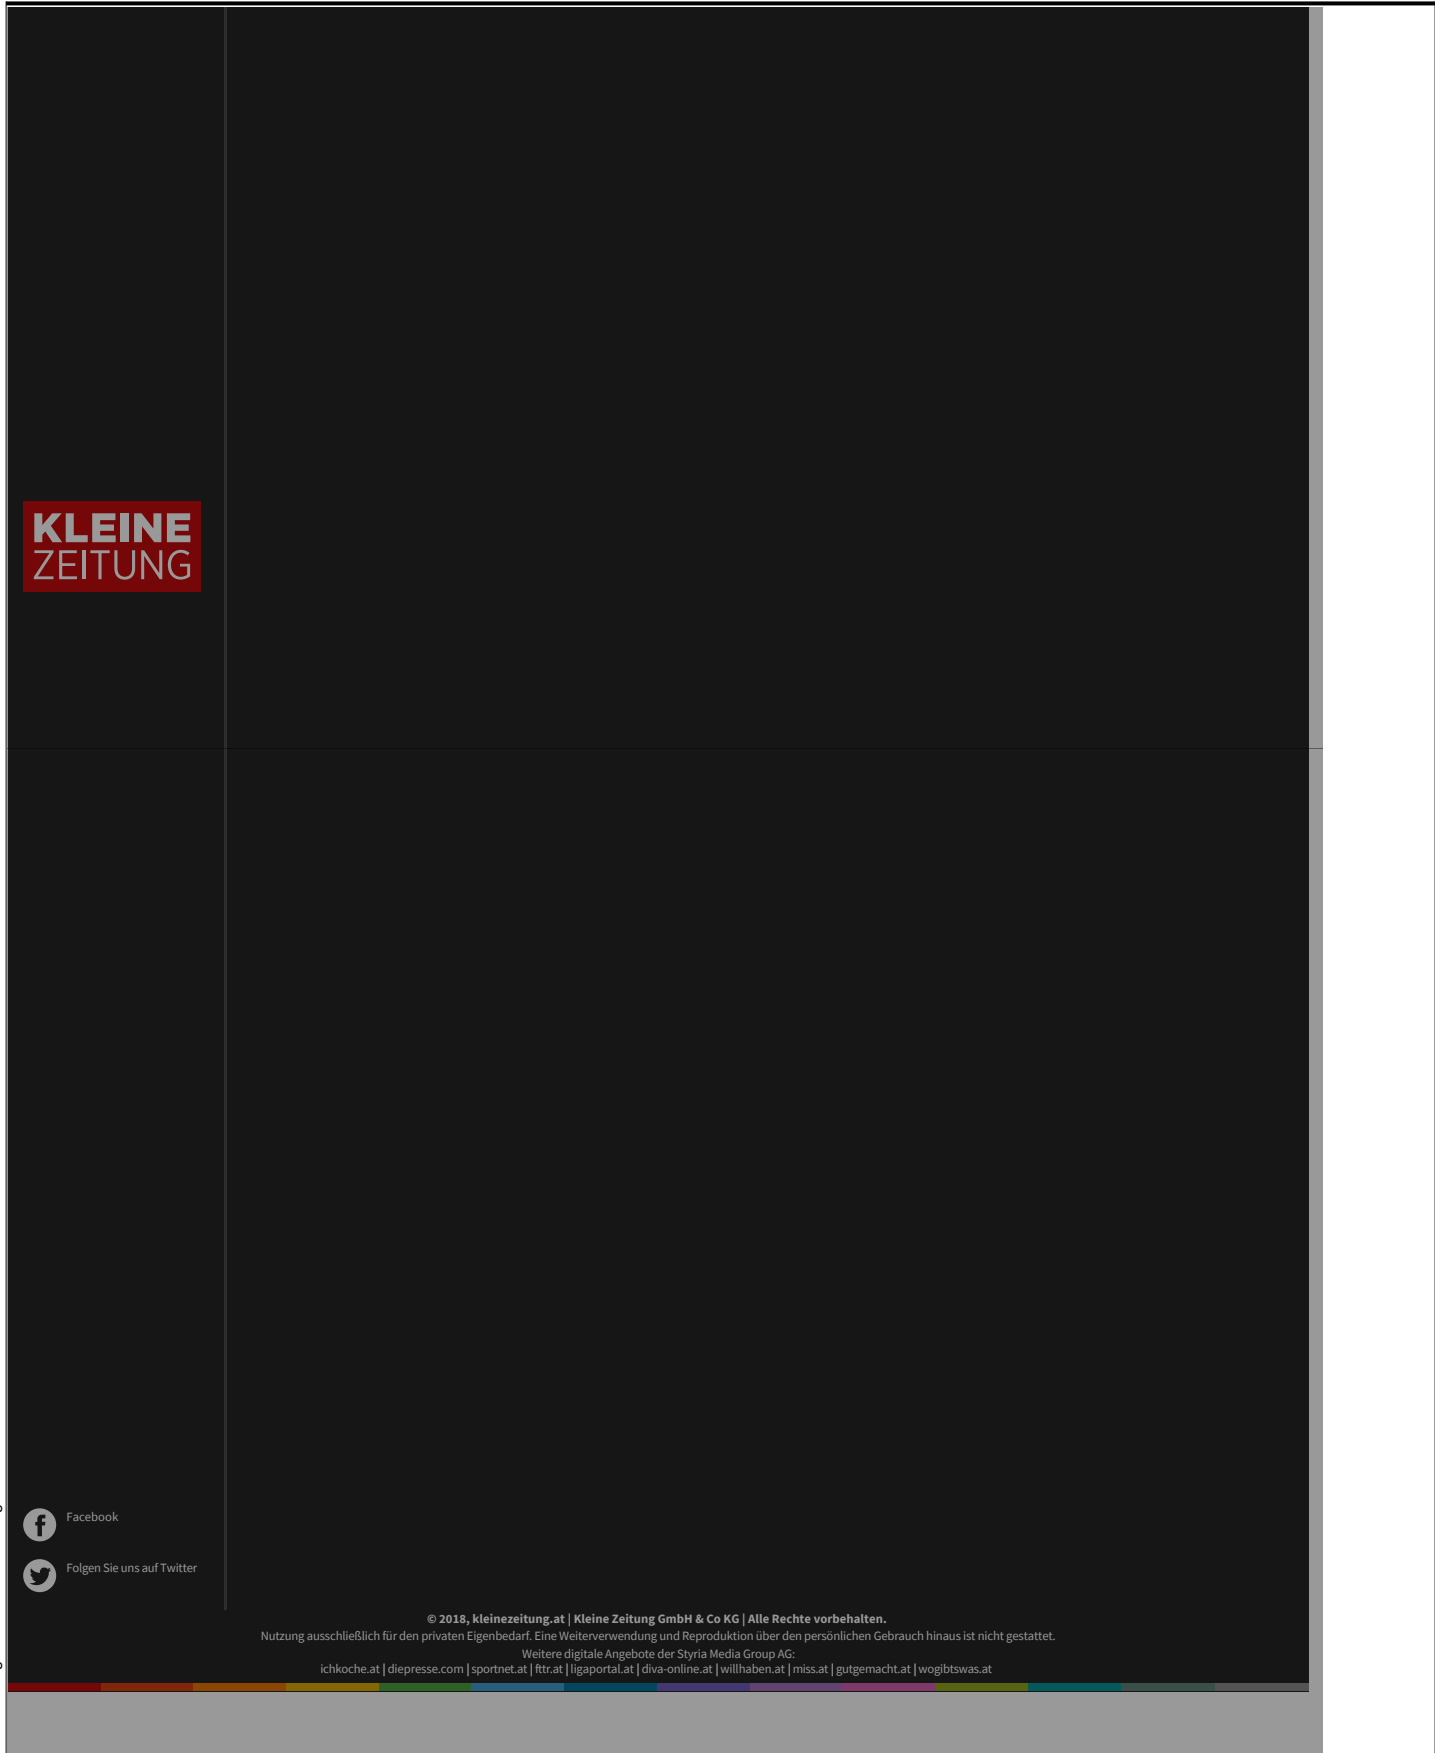 KLEINE
ZEITUNG
Facebook
Folgen Sie uns auf Twitter
© 2018, kleinezeitung.at | Kleine Zeitung GmbH & Co KG | Alle Rechte vorbehalten.
Nutzung ausschließlich für den privaten Eigenbedarf. Eine Weiterverwendung und Reproduktion über den persönlichen Gebrauch hinaus ist nicht gestattet.
Weitere digitale Angebote der Styria Media Group AG:
ichkoche.at | diepresse.com | sportnet.at | fttr.at | ligaportal.at | diva-online.at | willhaben.at | miss.at | gutgemacht.at | wogibtswas.at